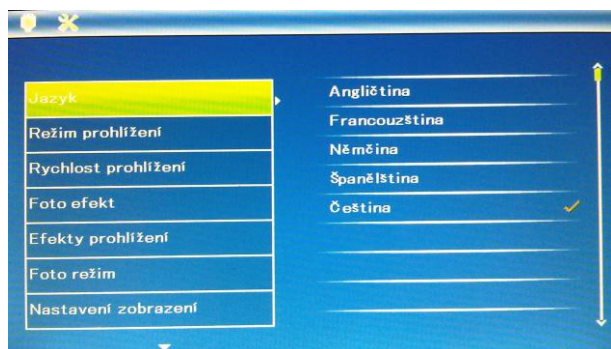 Jazyk
Režim prohlížení
Rychlost prohlížení
Foto efekt
Efekty prohlížení
Foto režim
Nastavení zobrazení
Angličtina
Francouzština
Němčina
Španělština
Čeština